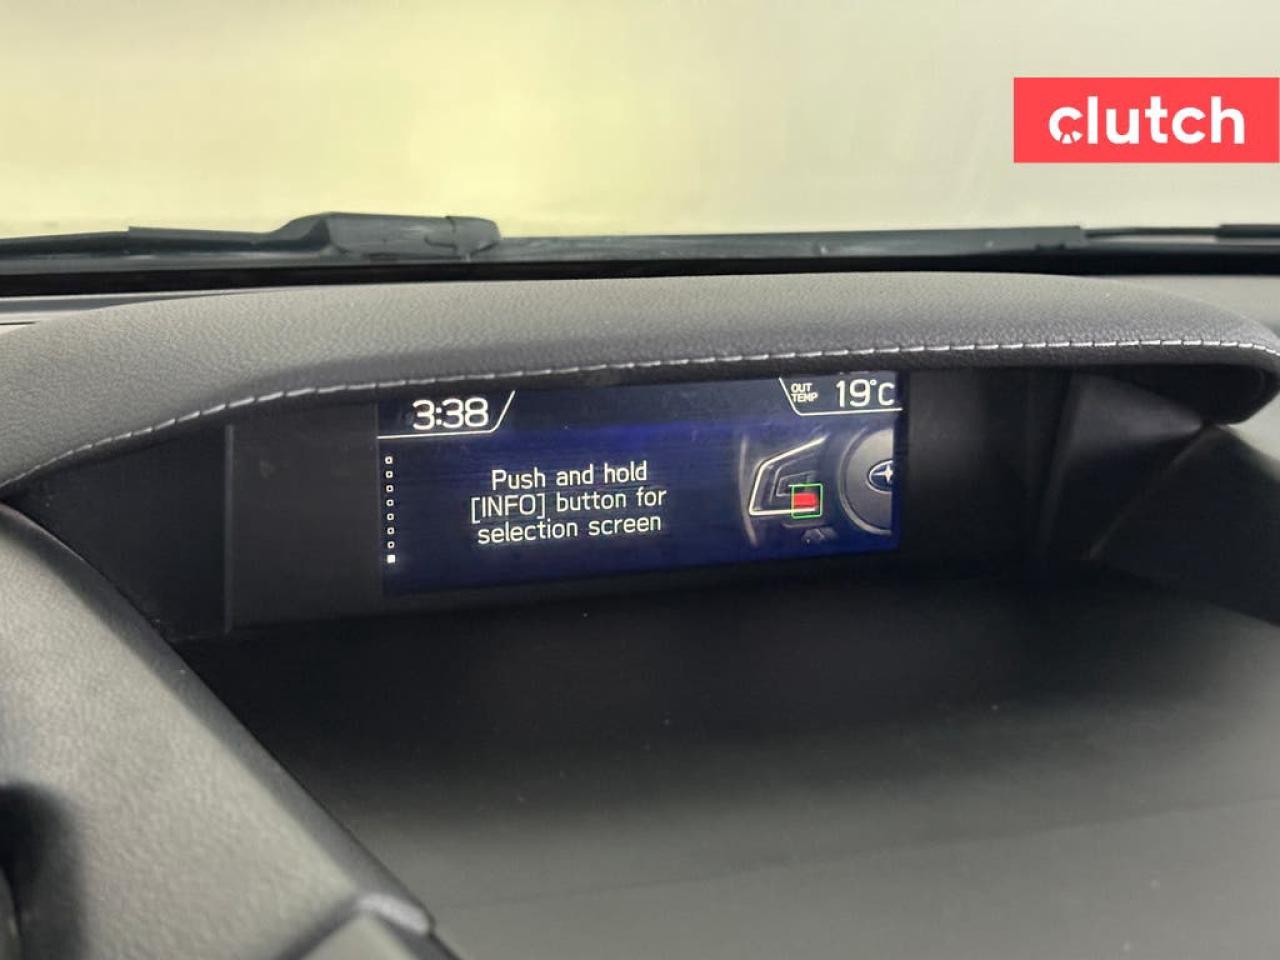 clutch
3:38
OUT
TEMP
19°C
Push and hold
[INFO] button for
selection screen